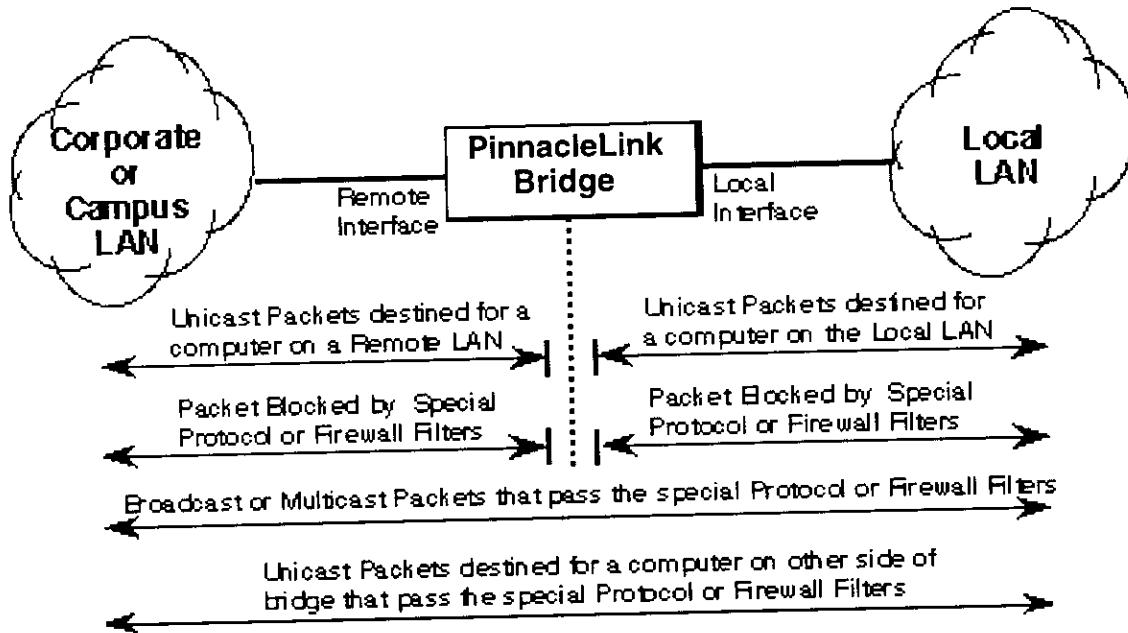 Corporate
or
Campus
LAN
PinnacleLink
Bridge
Local
LAN
Remote
Interface
Local
Interface
Unicast Packets destined for a
computer on a Remote LAN
Unicast Packets destined for
a computer on the Local LAN
Packet Blocked by Special
Protocol or Firewall Filters
Packet Blocked by Special
Protocol or Firewall Filters
Broadcast or Multicast Packets that pass the special Protocol or Firewall Filters
Unicast Packets destined for a computer on other side of
bridge that pass the special Protocol or Firewall Filters